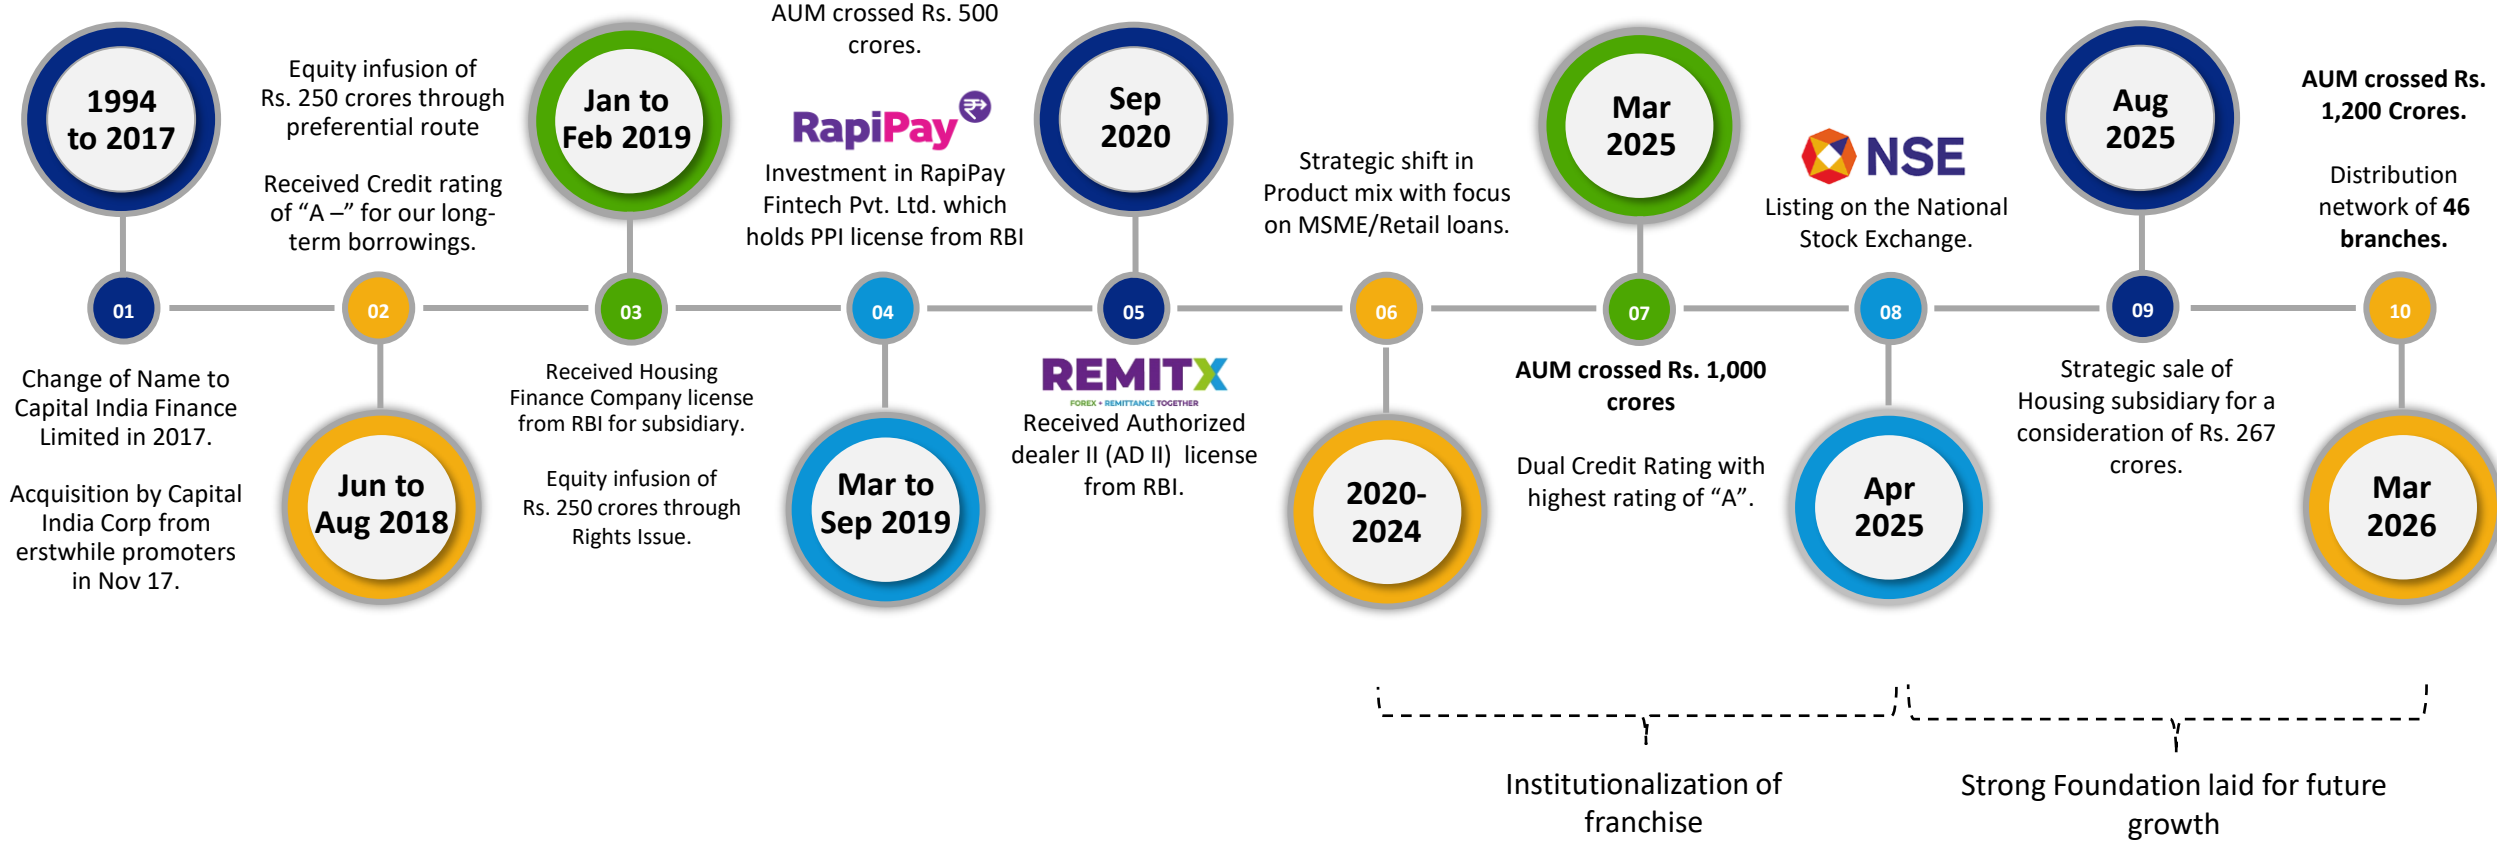 1994
to 2017
01
Change of Name to
Capital India Finance
Limited in 2017.
Acquisition by Capital
India Corp from
erstwhile promoters
in Nov 17.
Equity infusion of
Rs. 250 crores through
preferential route
Received Credit rating
of “A –” for our long-
term borrowings.
02
Jun to
Aug 2018
Jan to
Feb 2019
03
Received Housing
Finance Company license
from RBI for subsidiary.
Equity infusion of
Rs. 250 crores through
Rights Issue.
AUM crossed Rs. 500
crores.
RapiPay
Investment in RapiPay
Fintech Pvt. Ltd. which
holds PPI license from RBI
04
Mar to
Sep 2019
Sep
2020
05
REMITX
FOREX • REMITTANCE TOGETHER
Received Authorized
dealer II (AD II) license
from RBI.
Strategic shift in
Product mix with focus
on MSME/Retail loans.
06
2020-
2024
Mar
2025
07
AUM crossed Rs. 1,000
crores
Dual Credit Rating with
highest rating of “A”.
NSE
Listing on the National
Stock Exchange.
08
Apr
2025
Aug
2025
09
Strategic sale of
Housing subsidiary for a
consideration of Rs. 267
crores.
AUM crossed Rs.
1,200 Crores.
Distribution
network of 46
branches.
10
Mar
2026
Institutionalization of
franchise
Strong Foundation laid for future
growth